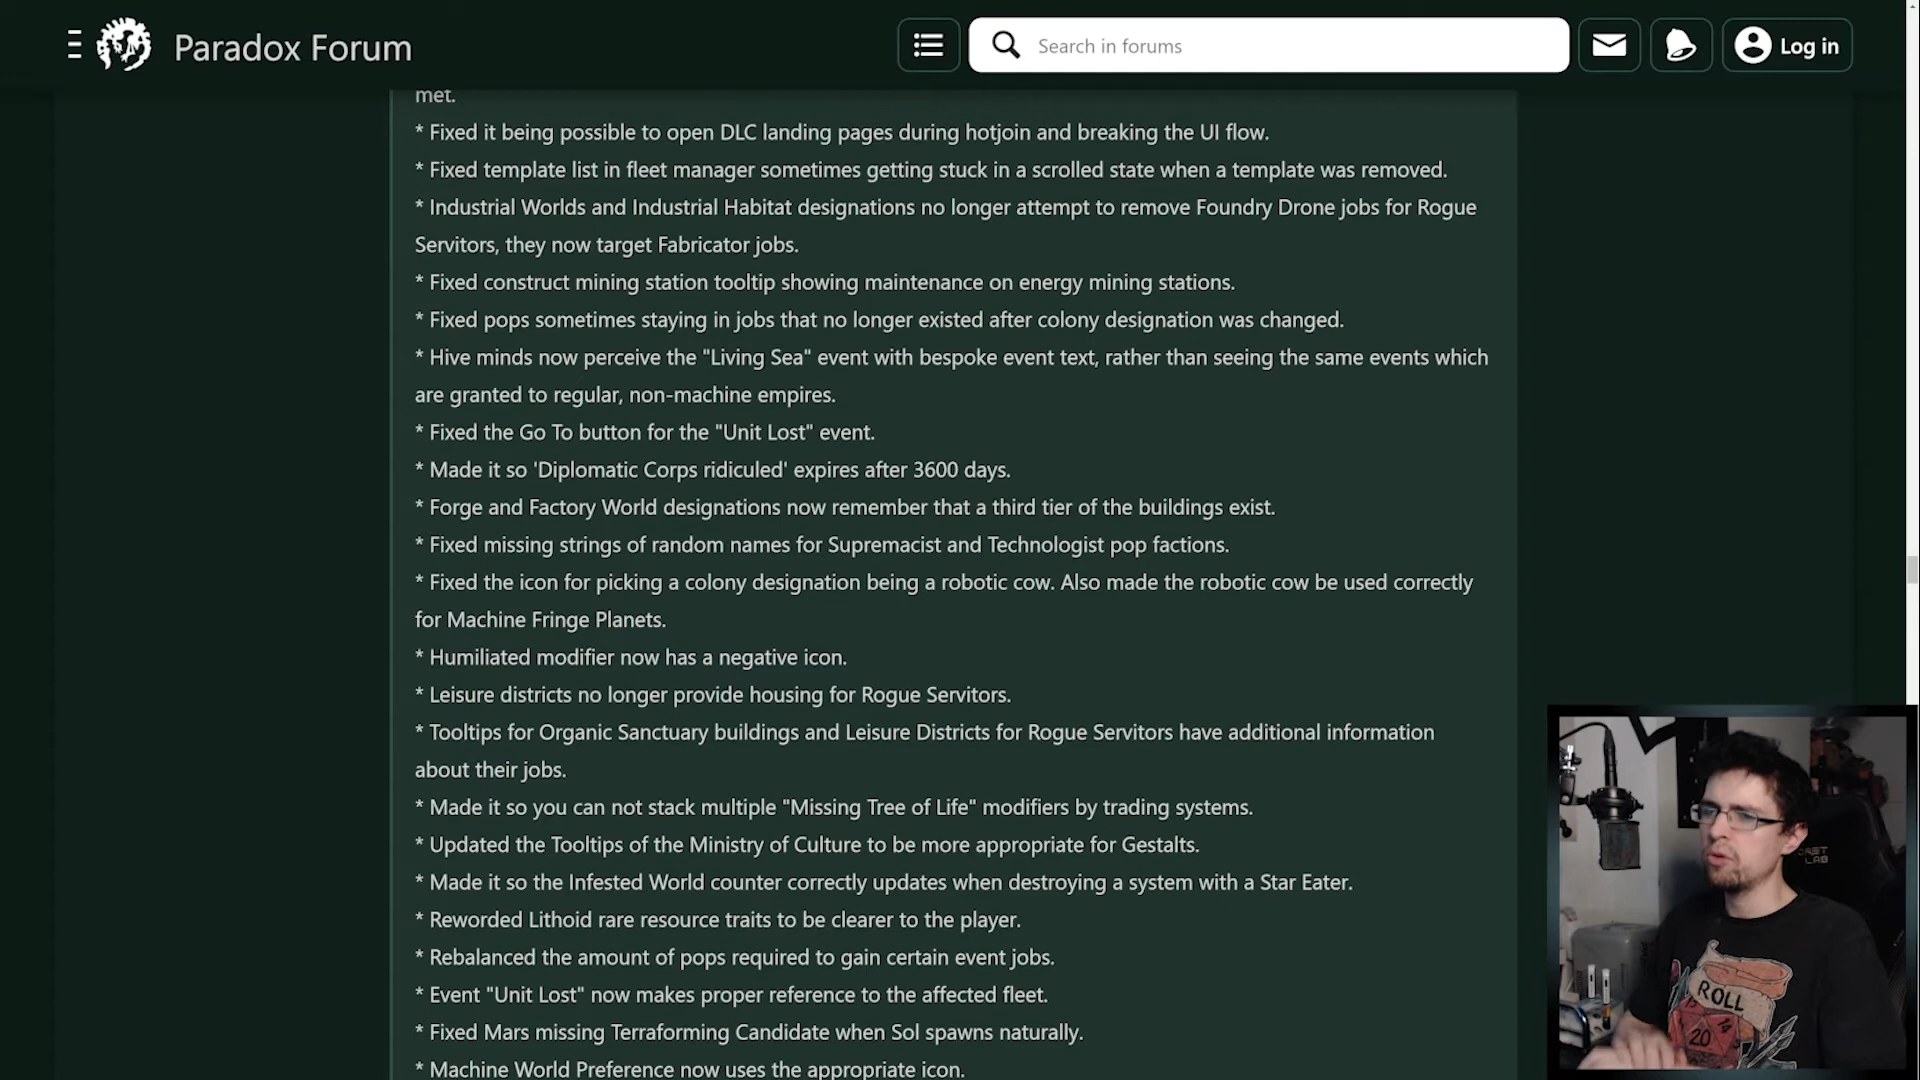 Paradox Forum
Search in forums
Log in
met.
* Fixed it being possible to open DLC landing pages during hotjoin and breaking the UI flow.
* Fixed template list in fleet manager sometimes getting stuck in a scrolled state when a template was removed.
* Industrial Worlds and Industrial Habitat designations no longer attempt to remove Foundry Drone jobs for Rogue
Servitors, they now target Fabricator jobs.
* Fixed construct mining station tooltip showing maintenance on energy mining stations.
* Fixed pops sometimes staying in jobs that no longer existed after colony designation was changed.
* Hive minds now perceive the "Living Sea" event with bespoke event text, rather than seeing the same events which
are granted to regular, non-machine empires.
* Fixed the Go To button for the "Unit Lost" event.
* Made it so 'Diplomatic Corps ridiculed' expires after 3600 days.
* Forge and Factory World designations now remember that a third tier of the buildings exist.
* Fixed missing strings of random names for Supremacist and Technologist pop factions.
* Fixed the icon for picking a colony designation being a robotic cow. Also made the robotic cow be used correctly
for Machine Fringe Planets.
* Humiliated modifier now has a negative icon.
* Leisure districts no longer provide housing for Rogue Servitors.
* Tooltips for Organic Sanctuary buildings and Leisure Districts for Rogue Servitors have additional information
about their jobs.
* Made it so you can not stack multiple "Missing Tree of Life" modifiers by trading systems.
* Updated the Tooltips of the Ministry of Culture to be more appropriate for Gestalts.
* Made it so the Infested World counter correctly updates when destroying a system with a Star Eater.
* Reworded Lithoid rare resource traits to be clearer to the player.
* Rebalanced the amount of pops required to gain certain event jobs.
* Event "Unit Lost" now makes proper reference to the affected fleet.
* Fixed Mars missing Terraforming Candidate when Sol spawns naturally.
* Machine World Preference now uses the appropriate icon.
LAB
ROLL
20